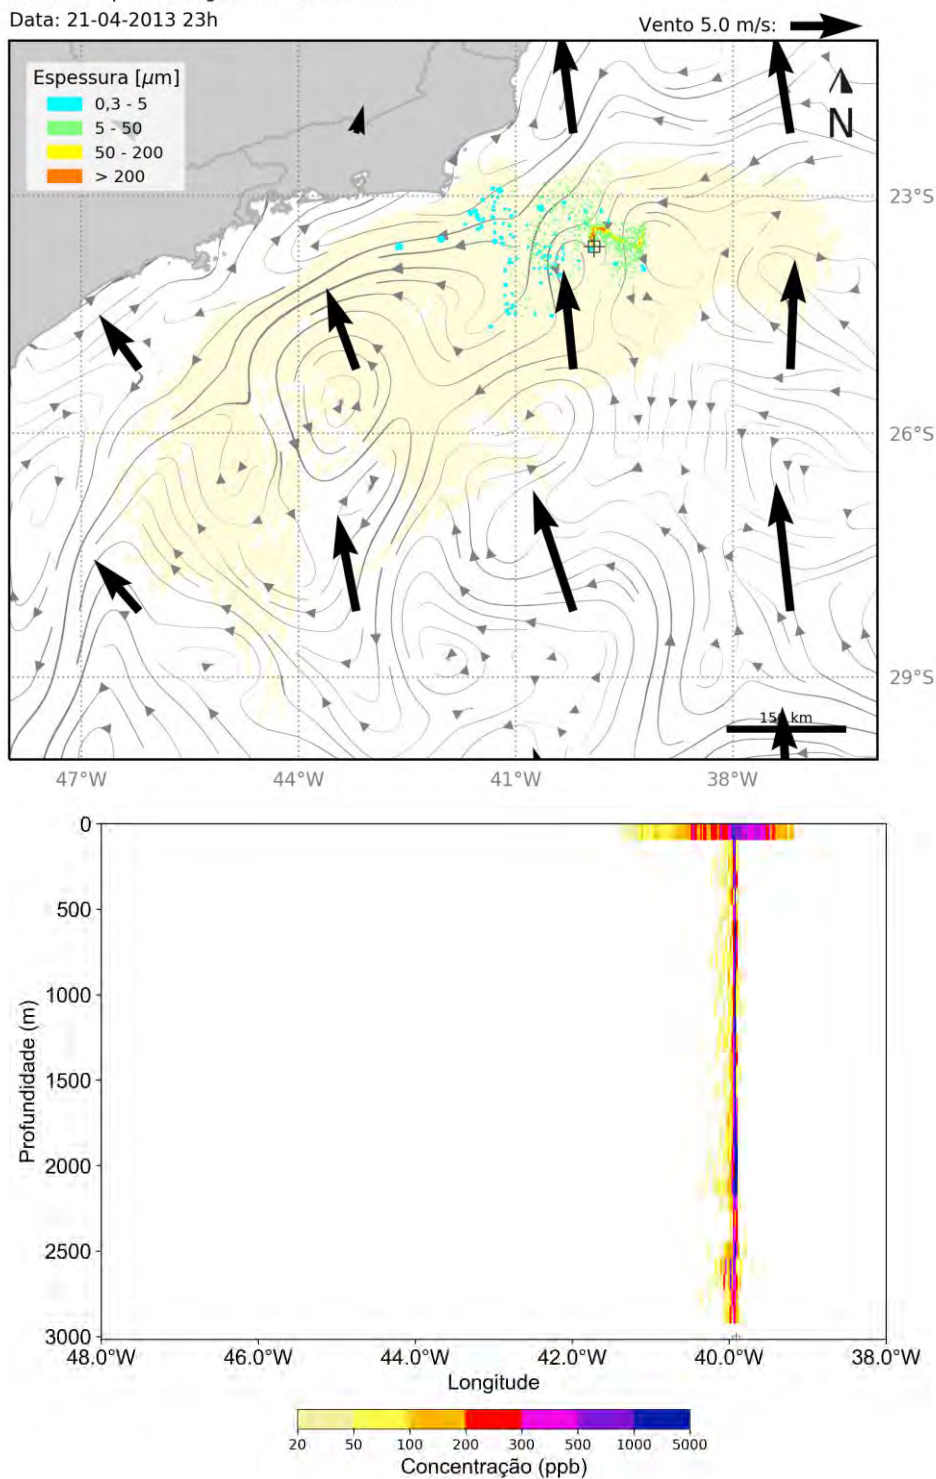 Data: 21-04-2013 23h
Vento 5.0 m/s:
Espessura [μm]
0,3 - 5
5 - 50
50 - 200
> 200
N
23°S
26°S
29°S
km
47°W 44°W 41°W 38°W
0
500
1000
1500
2000
2500
3000
Profundidade (m)
48.0°W 46.0°W 42.0°W 40.0°W 38.0°W
Longitude
20 50 100 200 300 500 1000 5000
Concentração (ppb)